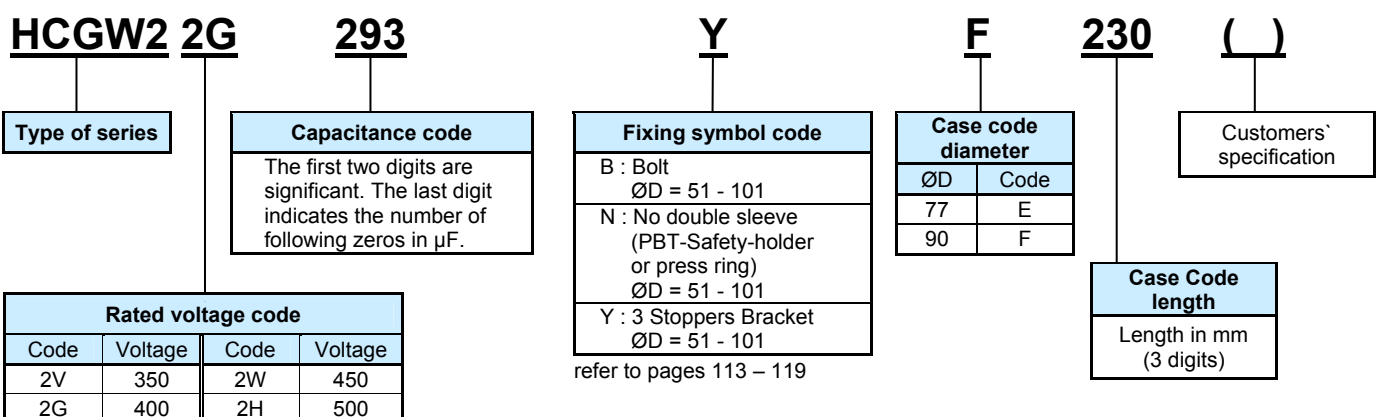 HCGW2 2G 293 Y F 230 ( )
Type of series
Capacitance code
The first two digits are
significant. The last digit
indicates the number of
following zeros in µF.
Fixing symbol code
B : Bolt
ØD = 51 - 101
N : No double sleeve
(PBT-Safety-holder
or press ring)
ØD = 51 - 101
Y : 3 Stoppers Bracket
ØD = 51 - 101
refer to pages 113 – 119
Case code
diameter
ØD Code
77 E
90 F
Customers`
specification
Case Code
length
Length in mm
(3 digits)
Rated voltage code
Code Voltage Code Voltage
2V 350 2W 450
2G 400 2H 500